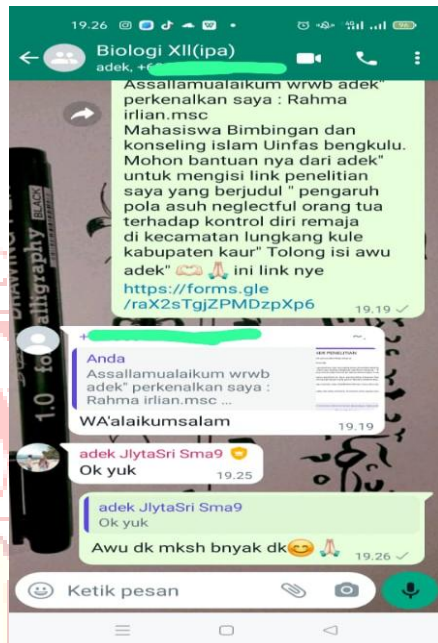 19.26
Biologi XII(ipa)
adek, +6
Assallamualaikum wrwb adek"
perkenalkan saya : Rahma
irlian.msc
Mahasiswa Bimbingan dan
konseling islam Uinfas bengkulu.
Mohon bantuan nya dari adek"
untuk mengisi link penelitian
saya yang berjudul " pengaruh
pola asuh neglectful orang tua
terhadap kontrol diri remaja
di kecamatan lungkang kule
kabupaten kaur" Tolong isi awu
adek" 🫶🏻 🙏🏻 ini link nye
https://forms.gle
/raX2sTgjZPMDzpXp6 19.19
Anda
Assallamualaikum wrwb
adek" perkenalkan saya :
Rahma irlian.msc ...
WA'alaikumsalam 19.19
adek JlytaSri Sma9
Ok yuk 19.25
adek JlytaSri Sma9
Ok yuk
Awu dk mksh bnyak dk😊 🙏🏻 19.26
Ketik pesan
DRAWING PEN
1.0 for calligraphy BLACK